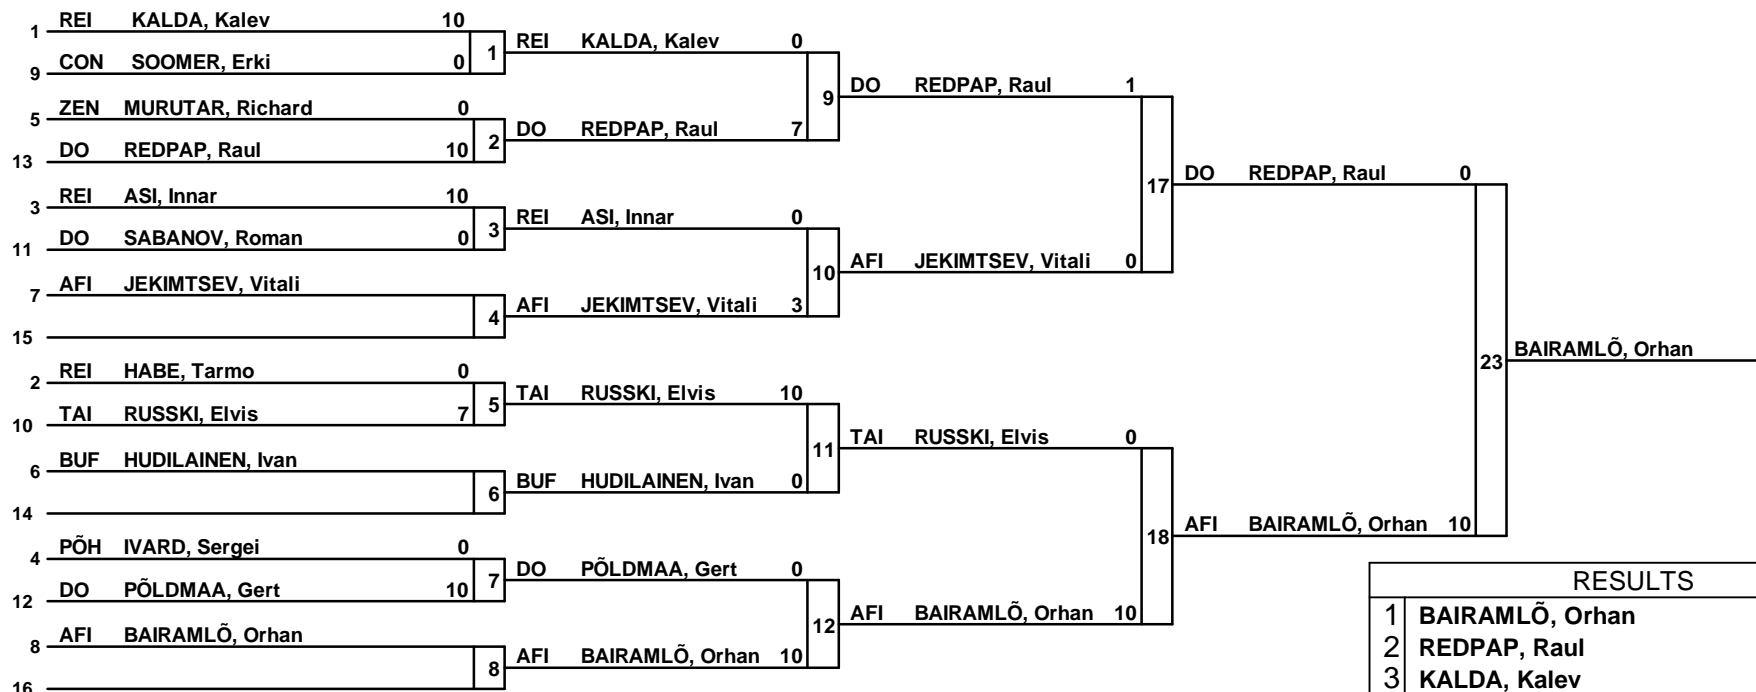 REI KALDA, Kalev 10
1
CON SOOMER, Erki 0
9
1
REI KALDA, Kalev 0
ZEN MURUTAR, Richard 0
5
DO REDPAP, Raul 10
13
2
DO REDPAP, Raul 7
9
DO REDPAP, Raul 1
REI ASI, Innar 10
3
DO SABANOV, Roman 0
11
3
REI ASI, Innar 0
AFI JEKIMTSEV, Vitali
7
15
4
AFI JEKIMTSEV, Vitali 3
10
AFI JEKIMTSEV, Vitali 0
17
DO REDPAP, Raul 0
REI HABE, Tarmo 0
2
TAI RUSSKI, Elvis 7
10
5
TAI RUSSKI, Elvis 10
BUF HUDILAINEN, Ivan
6
14
6
BUF HUDILAINEN, Ivan 0
11
TAI RUSSKI, Elvis 0
PÕH IVARD, Sergei 0
4
DO PÕLDMAA, Gert 10
12
7
DO PÕLDMAA, Gert 0
AFI BAIRAMLÕ, Orhan
8
16
8
AFI BAIRAMLÕ, Orhan 10
12
AFI BAIRAMLÕ, Orhan 10
18
AFI BAIRAMLÕ, Orhan 10
23
BAIRAMLÕ, Orhan
RESULTS
1 BAIRAMLÕ, Orhan
2 REDPAP, Raul
3 KALDA, Kalev